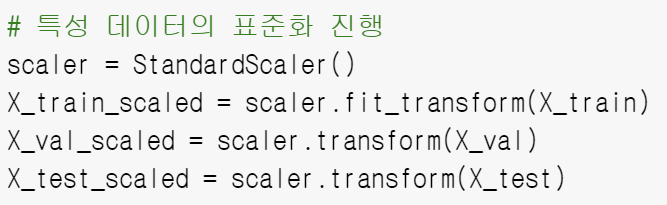 # 특성 데이터의 표준화 진행
scaler = StandardScaler()
X_train_scaled = scaler.fit_transform(X_train)
X_val_scaled = scaler.transform(X_val)
X_test_scaled = scaler.transform(X_test)